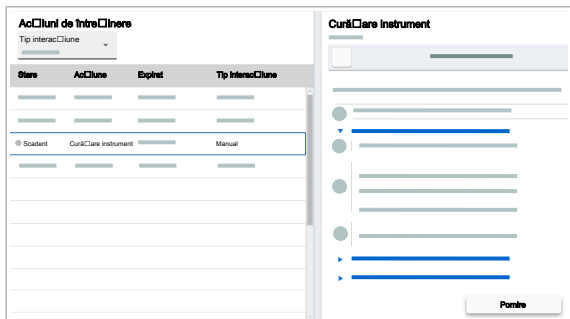 Ac□iuni de între□inere
Tip interac□iune
Stare Ac□iune Expirat Tip interac□iune
Scadent Cură□are instrument Manual
Cură□are instrument
Pornire